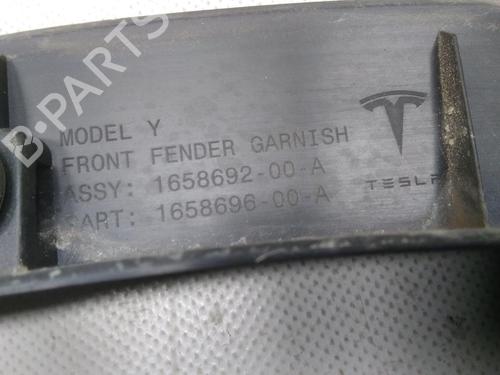 MODEL Y
FRONT FENDER GARNISH
ASSY: 1658692-00-A
PART: 1658696-00-A
TESLA
B-PARTS